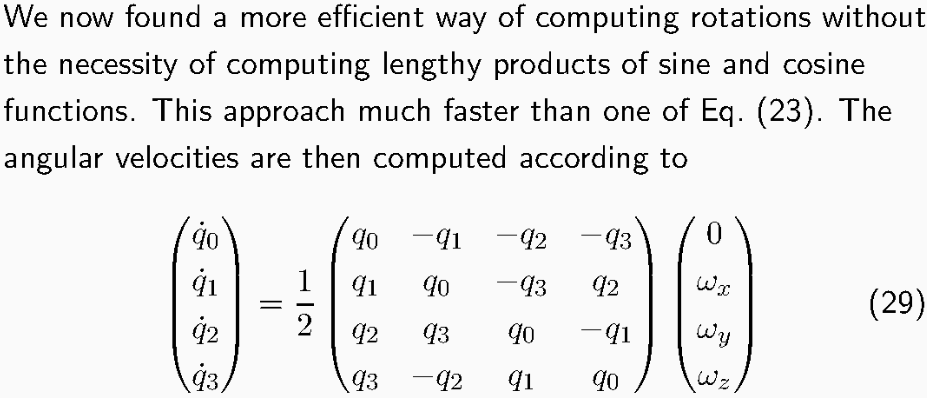 We now found a more efficient way of computing rotations without
the necessity of computing lengthy products of sine and cosine
functions. This approach much faster than one of Eq. (23). The
angular velocities are then computed according to
\begin{pmatrix} \dot{q}_0 \\ \dot{q}_1 \\ \dot{q}_2 \\ \dot{q}_3 \end{pmatrix} = \frac{1}{2} \begin{pmatrix} q_0 & -q_1 & -q_2 & -q_3 \\ q_1 & q_0 & -q_3 & q_2 \\ q_2 & q_3 & q_0 & -q_1 \\ q_3 & -q_2 & q_1 & q_0 \end{pmatrix} \begin{pmatrix} 0 \\ \omega_x \\ \omega_y \\ \omega_z \end{pmatrix} (29)